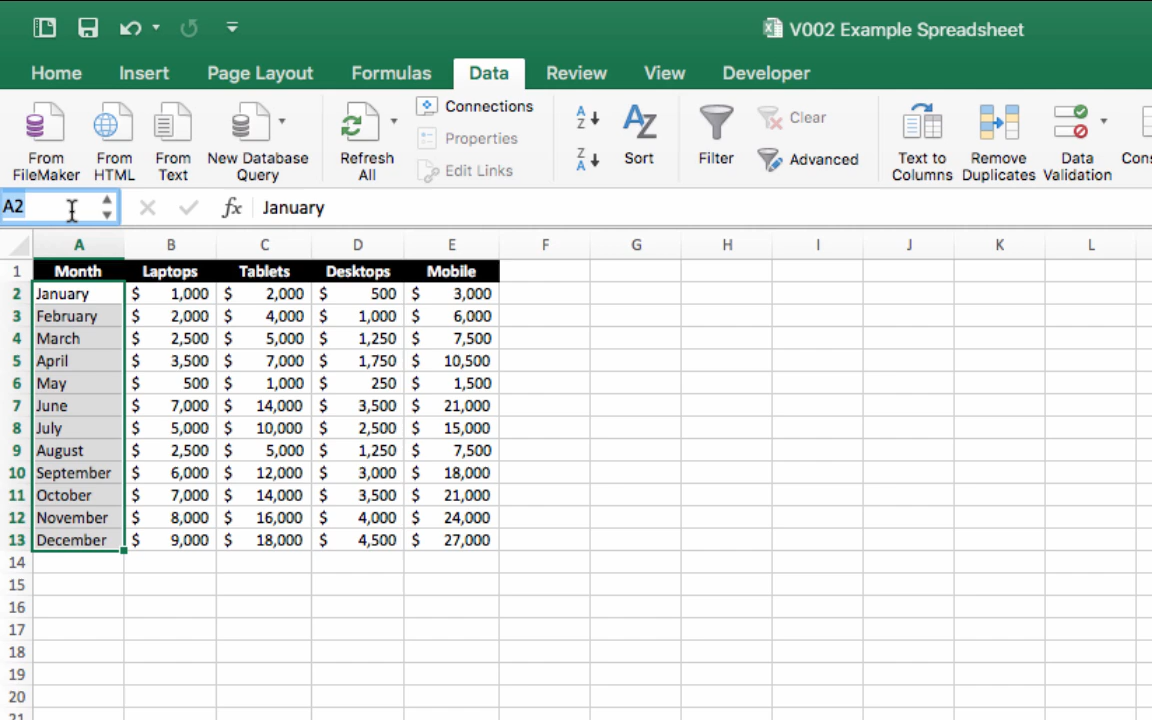 V002 Example Spreadsheet
Home Insert Page Layout Formulas Data Review View Developer
From FileMaker
From HTML
From Text
New Database Query
Refresh All
Connections
Properties
Edit Links
A Z
Z A
AZ
Sort
Filter
Clear
Advanced
Text to Columns
Remove Duplicates
Data Validation
Cons
A2 fx January
A B C D E F G H I J K L
1 Month Laptops Tablets Desktops Mobile
2 January $ 1,000 $ 2,000 $ 500 $ 3,000
3 February $ 2,000 $ 4,000 $ 1,000 $ 6,000
4 March $ 2,500 $ 5,000 $ 1,250 $ 7,500
5 April $ 3,500 $ 7,000 $ 1,750 $ 10,500
6 May $ 500 $ 1,000 $ 250 $ 1,500
7 June $ 7,000 $ 14,000 $ 3,500 $ 21,000
8 July $ 5,000 $ 10,000 $ 2,500 $ 15,000
9 August $ 2,500 $ 5,000 $ 1,250 $ 7,500
10 September $ 6,000 $ 12,000 $ 3,000 $ 18,000
11 October $ 7,000 $ 14,000 $ 3,500 $ 21,000
12 November $ 8,000 $ 16,000 $ 4,000 $ 24,000
13 December $ 9,000 $ 18,000 $ 4,500 $ 27,000
14
15
16
17
18
19
20
21